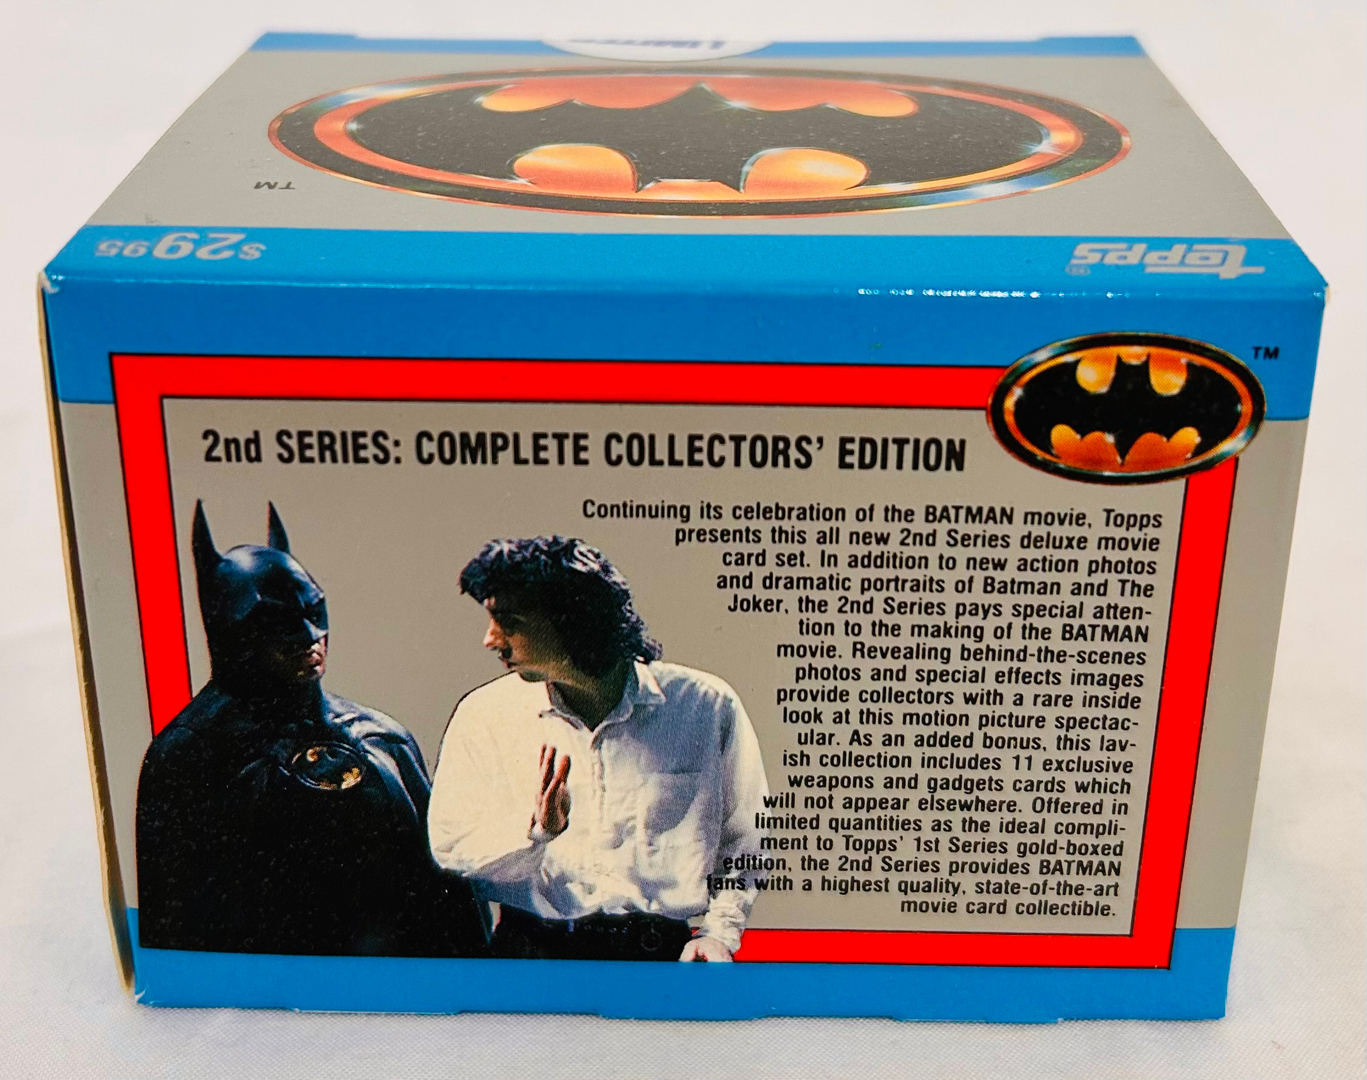 LIMITED
TM
$2995
topps
®
TM
2nd SERIES: COMPLETE COLLECTORS' EDITION
Continuing its celebration of the BATMAN movie, Topps
presents this all new 2nd Series deluxe movie
card set. In addition to new action photos
and dramatic portraits of Batman and The
Joker, the 2nd Series pays special atten-
tion to the making of the BATMAN
movie. Revealing behind-the-scenes
photos and special effects images
provide collectors with a rare inside
look at this motion picture spectac-
ular. As an added bonus, this lav-
ish collection includes 11 exclusive
weapons and gadgets cards which
will not appear elsewhere. Offered in
limited quantities as the ideal compli-
ment to Topps' 1st Series gold-boxed
edition, the 2nd Series provides BATMAN
fans with a highest quality, state-of-the-art
movie card collectible.